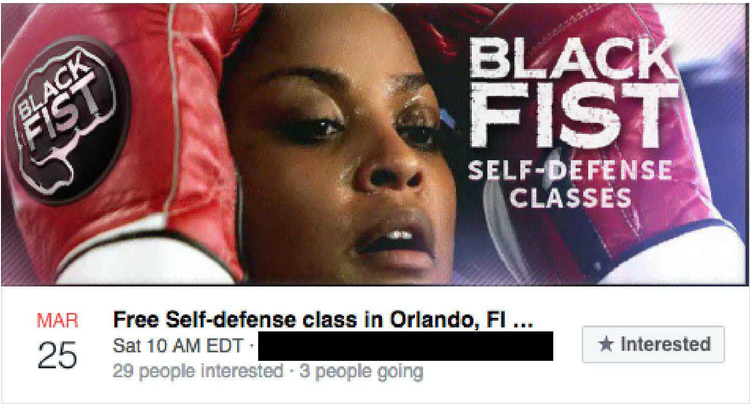 BLACK
FIST
BLACK
FIST
SELF-DEFENSE
CLASSES
MAR
25
Free Self-defense class in Orlando, Fl ...
Sat 10 AM EDT ·
29 people interested · 3 people going
★ Interested